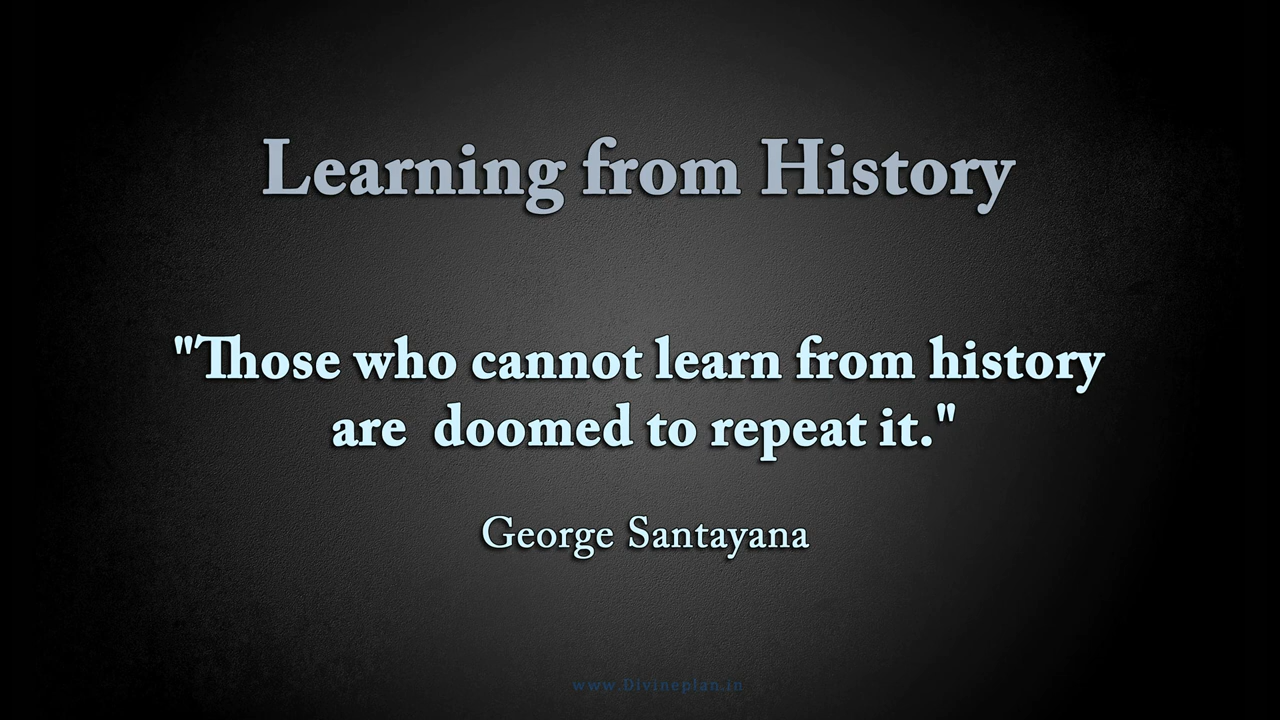 Learning from History
"Those who cannot learn from history
are  doomed to repeat it."
George Santayana
www.Divineplan.in